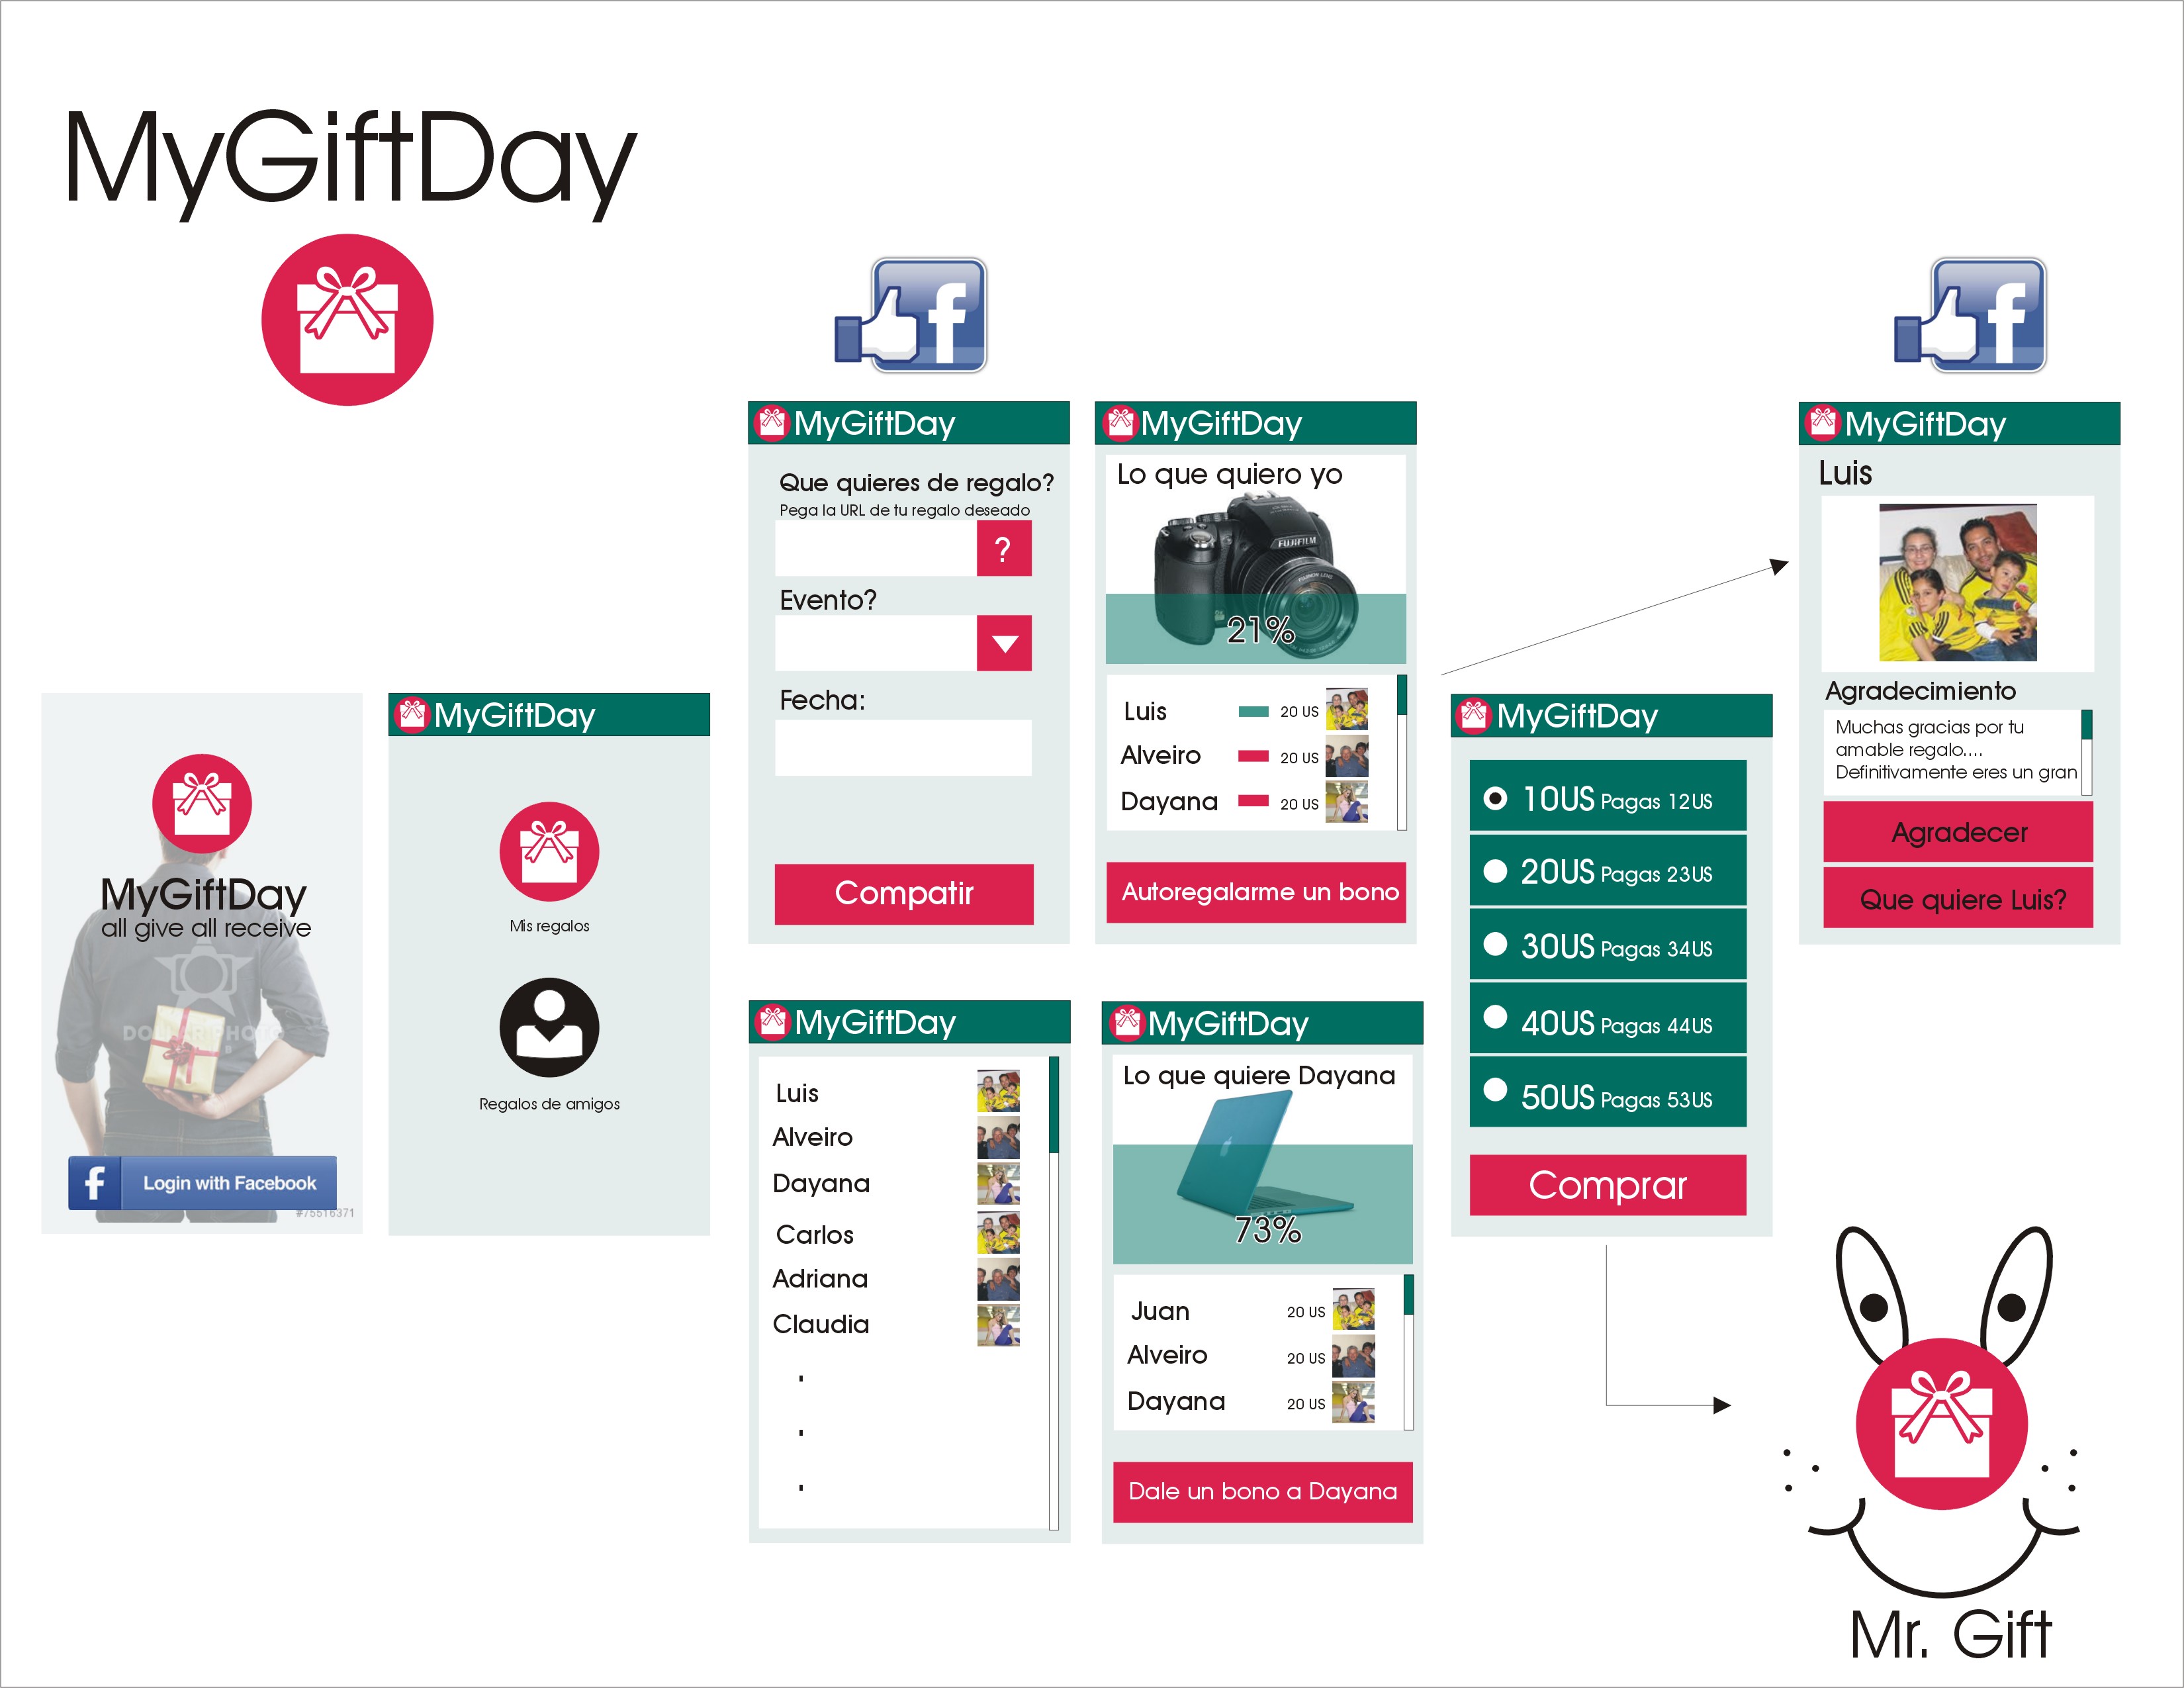 MyGiftDay
MyGiftDay
all give all receive
DOLLAR PHOTO
f Login with Facebook
#75516371
MyGiftDay
Mis regalos
Regalos de amigos
f
MyGiftDay
Que quieres de regalo?
Pega la URL de tu regalo deseado
?
Evento?
Fecha:
Compatir
MyGiftDay
Lo que quiero yo
FUJIFILM
21%
Luis 20 US
Alveiro 20 US
Dayana 20 US
Autoregalarme un bono
MyGiftDay
Luis
Alveiro
Dayana
Carlos
Adriana
Claudia
.
.
.
MyGiftDay
Lo que quiere Dayana
73%
Juan 20 US
Alveiro 20 US
Dayana 20 US
Dale un bono a Dayana
MyGiftDay
10US Pagas 12US
20US Pagas 23US
30US Pagas 34US
40US Pagas 44US
50US Pagas 53US
Comprar
f
MyGiftDay
Luis
Agradecimiento
Muchas gracias por tu
amable regalo....
Definitivamente eres un gran
Agradecer
Que quiere Luis?
Mr. Gift